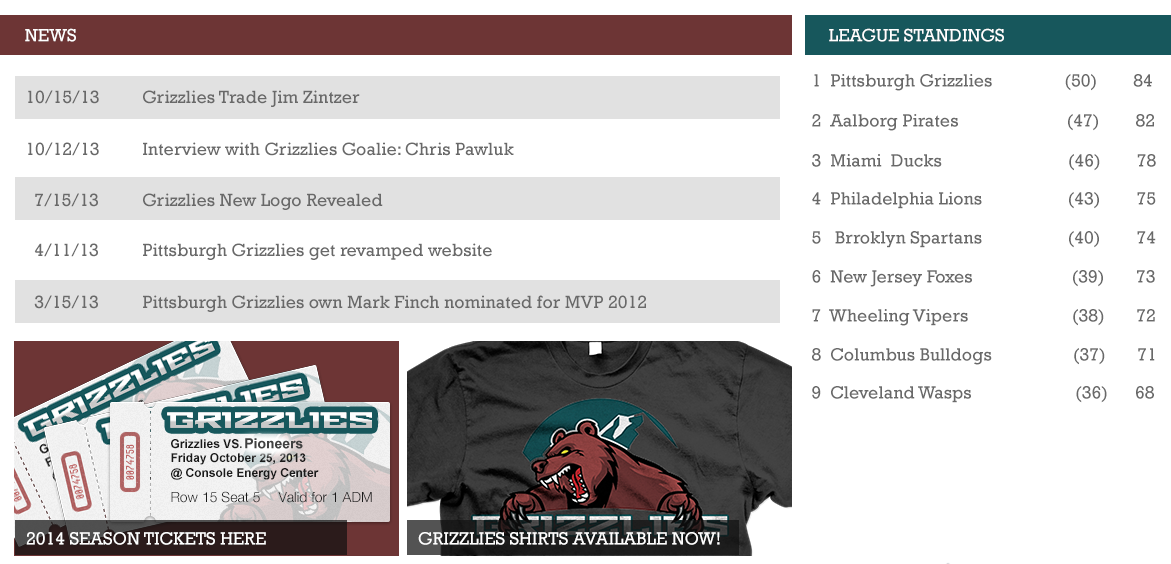 NEWS
10/15/13 Grizzlies Trade Jim Zintzer
10/12/13 Interview with Grizzlies Goalie: Chris Pawluk
7/15/13 Grizzlies New Logo Revealed
4/11/13 Pittsburgh Grizzlies get revamped website
3/15/13 Pittsburgh Grizzlies own Mark Finch nominated for MVP 2012
GRIZZLIES
GRIZZLIES
GRIZZLIES
0074758
0074758
Grizzlies VS. Pioneers
Friday October 25, 2013
@ Console Energy Center
Row 15 Seat 5 Valid for 1 ADM
2014 SEASON TICKETS HERE
GRIZZLIES
GRIZZLIES SHIRTS AVAILABLE NOW!
LEAGUE STANDINGS
1 Pittsburgh Grizzlies (50) 84
2 Aalborg Pirates (47) 82
3 Miami Ducks (46) 78
4 Philadelphia Lions (43) 75
5 Brroklyn Spartans (40) 74
6 New Jersey Foxes (39) 73
7 Wheeling Vipers (38) 72
8 Columbus Bulldogs (37) 71
9 Cleveland Wasps (36) 68